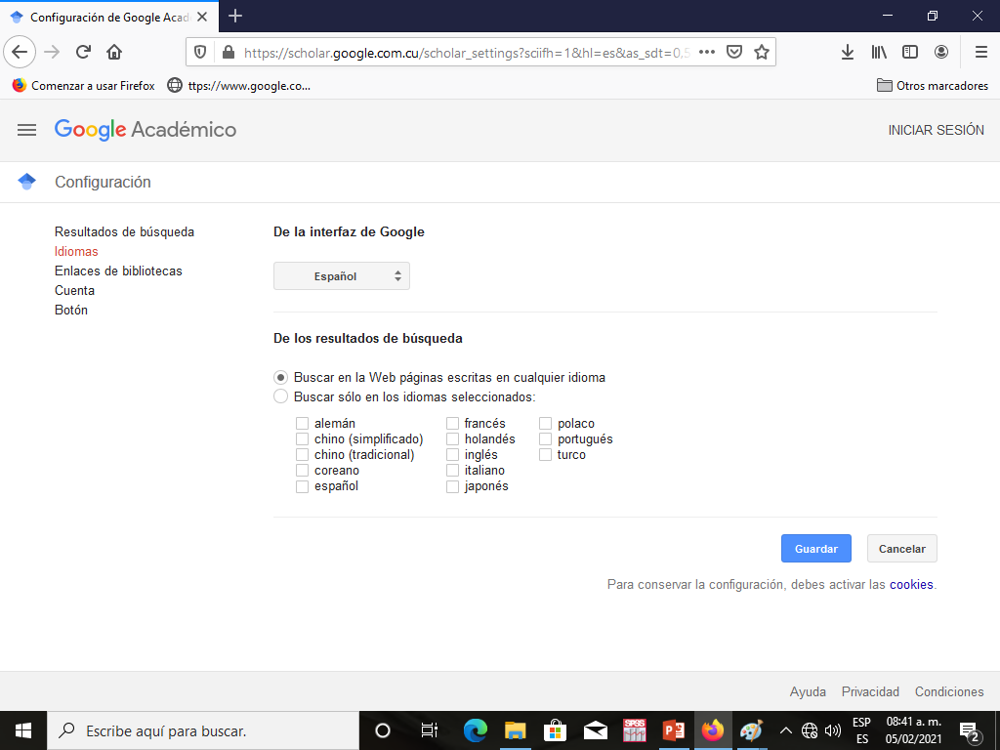 Configuración de Google Acad
https://scholar.google.com.cu/scholar_settings?sciifh=1&hl=es&as_sdt=0,5
Comenzar a usar Firefox
ttps://www.google.co...
Otros marcadores
Google Académico
INICIAR SESIÓN
Configuración
Resultados de búsqueda
Idiomas
Enlaces de bibliotecas
Cuenta
Botón
De la interfaz de Google
Español
De los resultados de búsqueda
Buscar en la Web páginas escritas en cualquier idioma
Buscar sólo en los idiomas seleccionados:
alemán
chino (simplificado)
chino (tradicional)
coreano
español
francés
holandés
inglés
italiano
japonés
polaco
portugués
turco
Guardar
Cancelar
Para conservar la configuración, debes activar las cookies.
Ayuda
Privacidad
Condiciones
Escribe aquí para buscar.
SPSS
ESP
ES
08:41 a. m.
05/02/2021
2